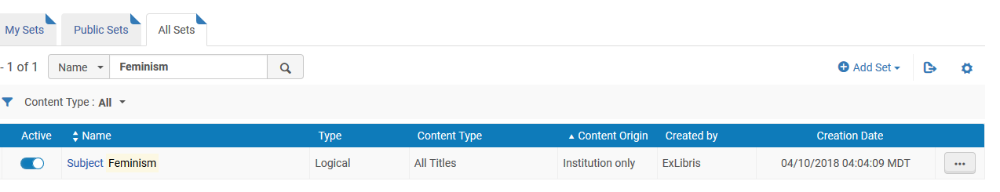 My Sets Public Sets All Sets
- 1 of 1 Name Feminism Add Set
Content Type : All
Active Name Type Content Type Content Origin Created by Creation Date
Subject Feminism Logical All Titles Institution only ExLibris 04/10/2018 04:04:09 MDT